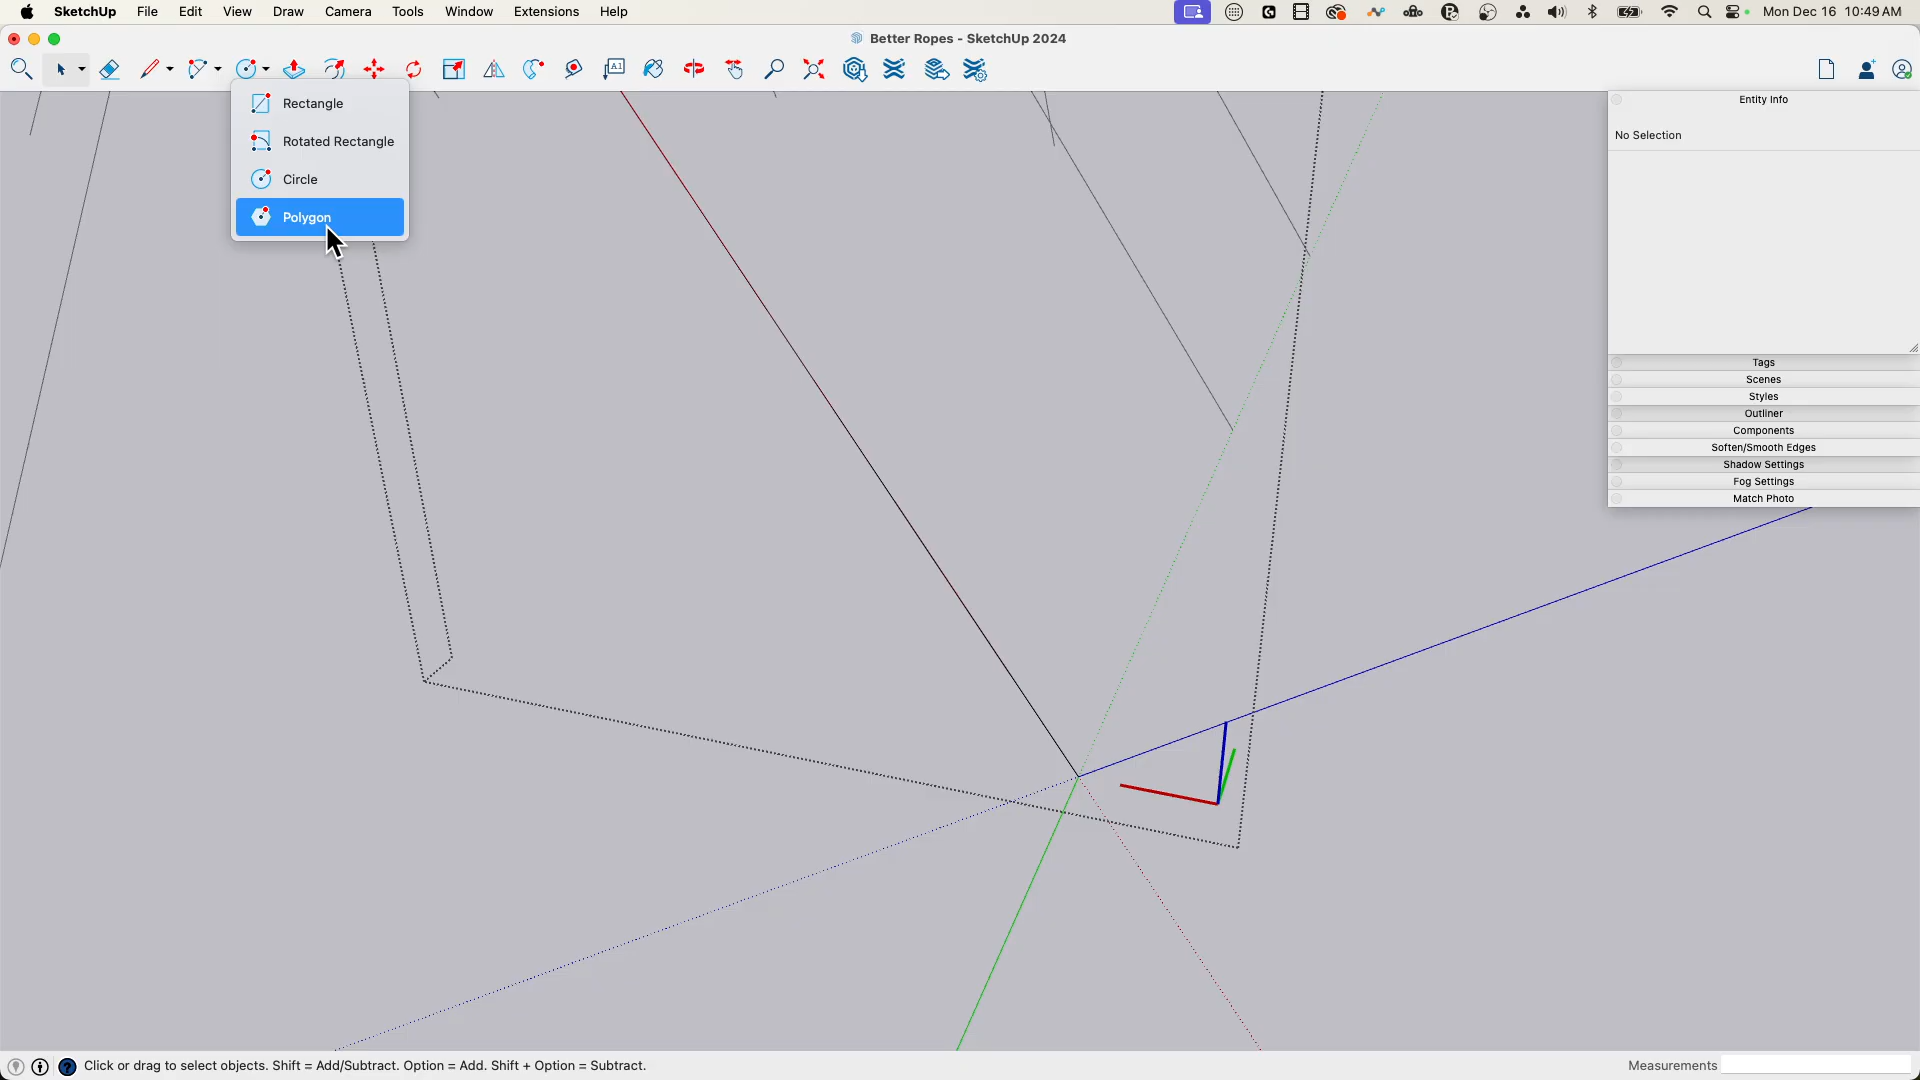 SketchUp File Edit View Draw Camera Tools Window Extensions Help Mon Dec 16 10:49 AM
Better Ropes - SketchUp 2024
A1
Rectangle
Rotated Rectangle
Circle
Polygon
Entity Info
No Selection
Tags
Scenes
Styles
Outliner
Components
Soften/Smooth Edges
Shadow Settings
Fog Settings
Match Photo
Click or drag to select objects. Shift = Add/Subtract. Option = Add. Shift + Option = Subtract. Measurements